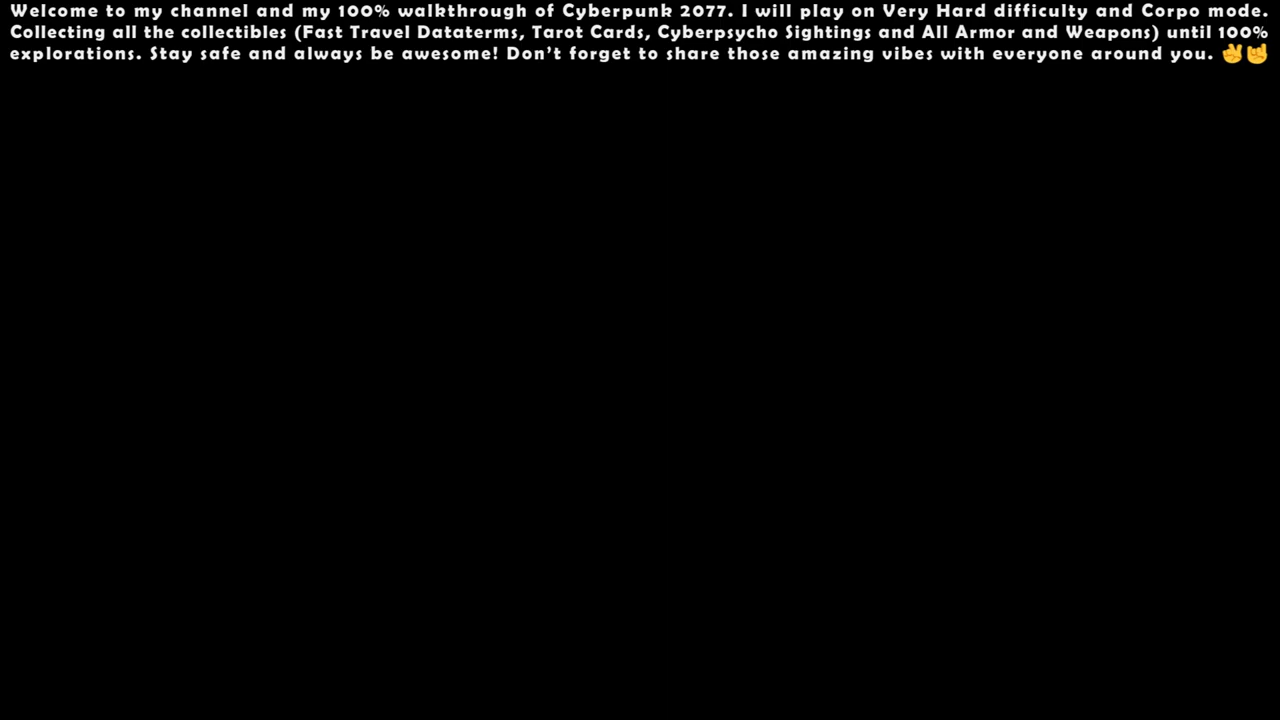 Welcome to my channel and my 100% walkthrough of Cyberpunk 2077. I will play on Very Hard difficulty and Corpo mode.
Collecting all the collectibles (Fast Travel Dataterms, Tarot Cards, Cyberpsycho Sightings and All Armor and Weapons) until 100%
explorations. Stay safe and always be awesome! Don’t forget to share those amazing vibes with everyone around you. ✌️🤘